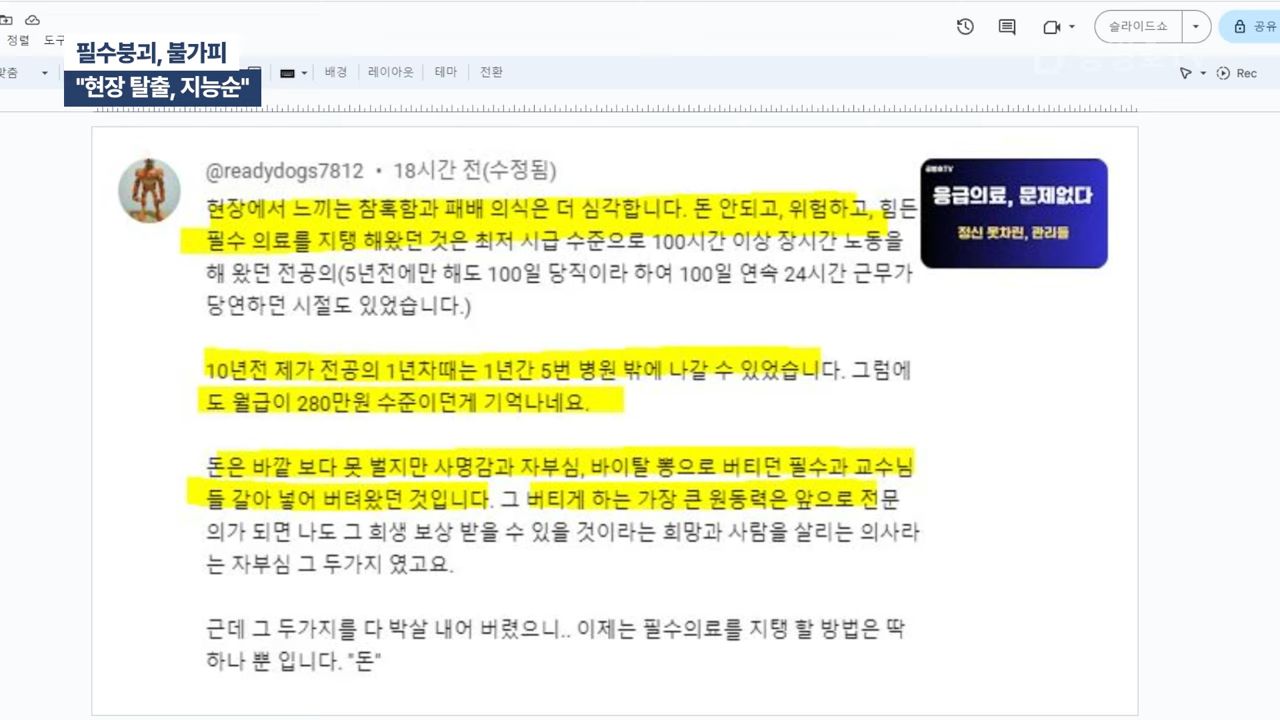 정렬 도구
필수붕괴, 불가피
"현장 탈출, 지능순"
맞춤
배경
레이아웃
테마
전환
슬라이드쇼
공유
Rec
@readydogs7812 • 18시간 전(수정됨)
현장에서 느끼는 참혹함과 패배 의식은 더 심각합니다. 돈 안되고, 위험하고, 힘든
필수 의료를 지탱 해왔던 것은 최저 시급 수준으로 100시간 이상 장시간 노동을
해 왔던 전공의(5년전에만 해도 100일 당직이라 하여 100일 연속 24시간 근무가
당연하던 시절도 있었습니다.)
10년전 제가 전공의 1년차때는 1년간 5번 병원 밖에 나갈 수 있었습니다. 그럼에
도 월급이 280만원 수준이던게 기억나네요.
돈은 바깥 보다 못 벌지만 사명감과 자부심, 바이탈 뽕으로 버티던 필수과 교수님
들 갈아 넣어 버텨왔던 것입니다. 그 버티게 하는 가장 큰 원동력은 앞으로 전문
의가 되면 나도 그 희생 보상 받을 수 있을 것이라는 희망과 사람을 살리는 의사라
는 자부심 그 두가지 였고요.
근데 그 두가지를 다 박살 내어 버렸으니.. 이제는 필수의료를 지탱 할 방법은 딱
하나 뿐 입니다. "돈"
응급의료, 문제없다
정신 못차린, 관리들